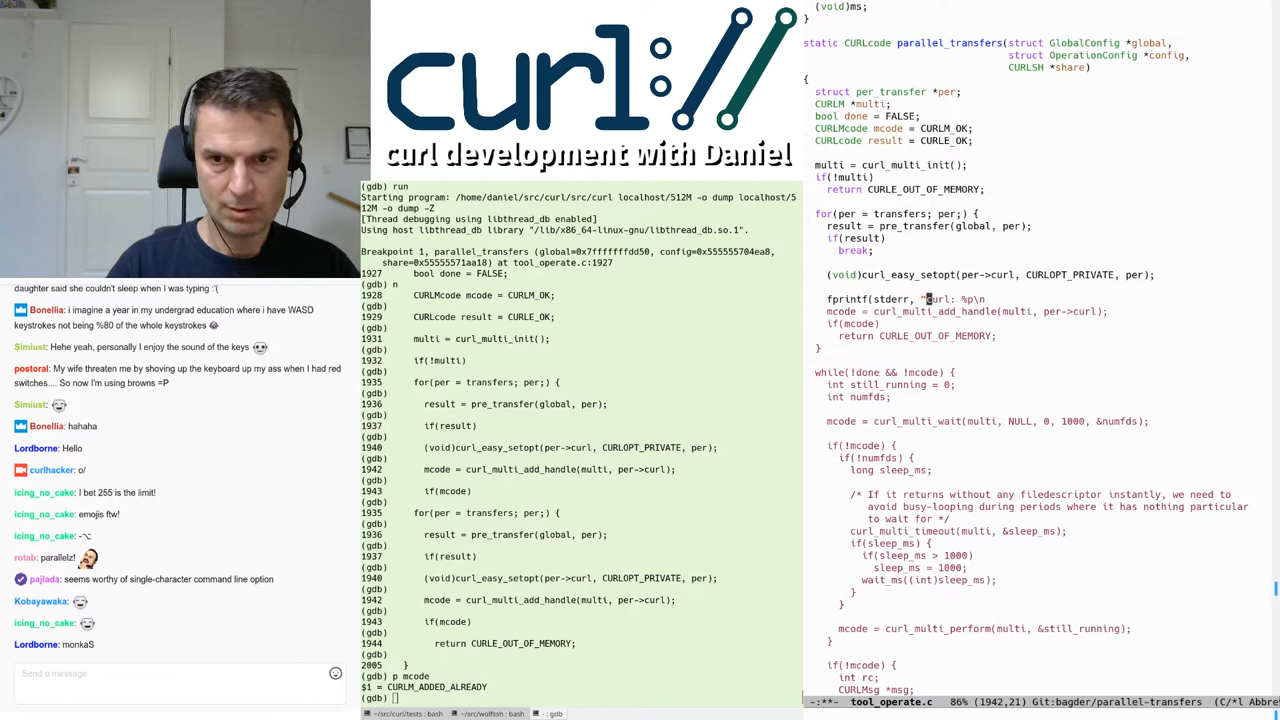 curl://
curl development with Daniel
daughter said she couldn't sleep when I was typing :'(
Bonellia: i imagine a year in my undergrad education where i have WASD
keystrokes not being %80 of the whole keystrokes
Simiust: Hehe yeah, personally I enjoy the sound of the keys
postoral: My wife threaten me by shoving up the keyboard up my ass when I had red
switches.... So now I'm using browns =P
Simiust:
Bonellia: hahaha
Lordborne: Hello
curlhacker: o/
icing_no_cake: I bet 255 is the limit!
icing_no_cake: emojis ftw!
icing_no_cake: -⌥
rotab: parallelz!
pajlada: seems worthy of single-character command line option
Kobayawaka:
icing_no_cake:
Lordborne: monkaS
Send a message
(gdb) run
Starting program: /home/daniel/src/curl/src/curl localhost/512M -o dump localhost/5
12M -o dump -Z
[Thread debugging using libthread_db enabled]
Using host libthread_db library "/lib/x86_64-linux-gnu/libthread_db.so.1".
Breakpoint 1, parallel_transfers (global=0x7fffffffdd50, config=0x555555704ea8,
share=0x55555571aa18) at tool_operate.c:1927
1927 bool done = FALSE;
(gdb) n
1928 CURLMcode mcode = CURLM_OK;
(gdb)
1929 CURLcode result = CURLE_OK;
(gdb)
1931 multi = curl_multi_init();
(gdb)
1932 if(!multi)
(gdb)
1935 for(per = transfers; per;) {
(gdb)
1936 result = pre_transfer(global, per);
(gdb)
1937 if(result)
(gdb)
1940 (void)curl_easy_setopt(per->curl, CURLOPT_PRIVATE, per);
(gdb)
1942 mcode = curl_multi_add_handle(multi, per->curl);
(gdb)
1943 if(mcode)
(gdb)
1935 for(per = transfers; per;) {
(gdb)
1936 result = pre_transfer(global, per);
(gdb)
1937 if(result)
(gdb)
1940 (void)curl_easy_setopt(per->curl, CURLOPT_PRIVATE, per);
(gdb)
1942 mcode = curl_multi_add_handle(multi, per->curl);
(gdb)
1943 if(mcode)
(gdb)
1944 return CURLE_OUT_OF_MEMORY;
(gdb)
2005 }
(gdb) p mcode
$1 = CURLM_ADDED_ALREADY
(gdb)
~/src/curl/tests : bash ~/src/wolfssh : bash - : gdb
(void)ms;
}
static CURLcode parallel_transfers(struct GlobalConfig *global,
struct OperationConfig *config,
CURLSH *share)
{
struct per_transfer *per;
CURLM *multi;
bool done = FALSE;
CURLMcode mcode = CURLM_OK;
CURLcode result = CURLE_OK;
multi = curl_multi_init();
if(!multi)
return CURLE_OUT_OF_MEMORY;
for(per = transfers; per;) {
result = pre_transfer(global, per);
if(result)
break;
(void)curl_easy_setopt(per->curl, CURLOPT_PRIVATE, per);
fprintf(stderr, "curl: %p\n
mcode = curl_multi_add_handle(multi, per->curl);
if(mcode)
return CURLE_OUT_OF_MEMORY;
}
while(!done && !mcode) {
int still_running = 0;
int numfds;
mcode = curl_multi_wait(multi, NULL, 0, 1000, &numfds);
if(!mcode) {
if(!numfds) {
long sleep_ms;
/* If it returns without any filedescriptor instantly, we need to
avoid busy-looping during periods where it has nothing particular
to wait for */
curl_multi_timeout(multi, &sleep_ms);
if(sleep_ms) {
if(sleep_ms > 1000)
sleep_ms = 1000;
wait_ms((int)sleep_ms);
}
}
mcode = curl_multi_perform(multi, &still_running);
}
if(!mcode) {
int rc;
CURLMsg *msg;
-:**- tool_operate.c 86% (1942,21) Git:bagder/parallel-transfers (C/*l Abbre